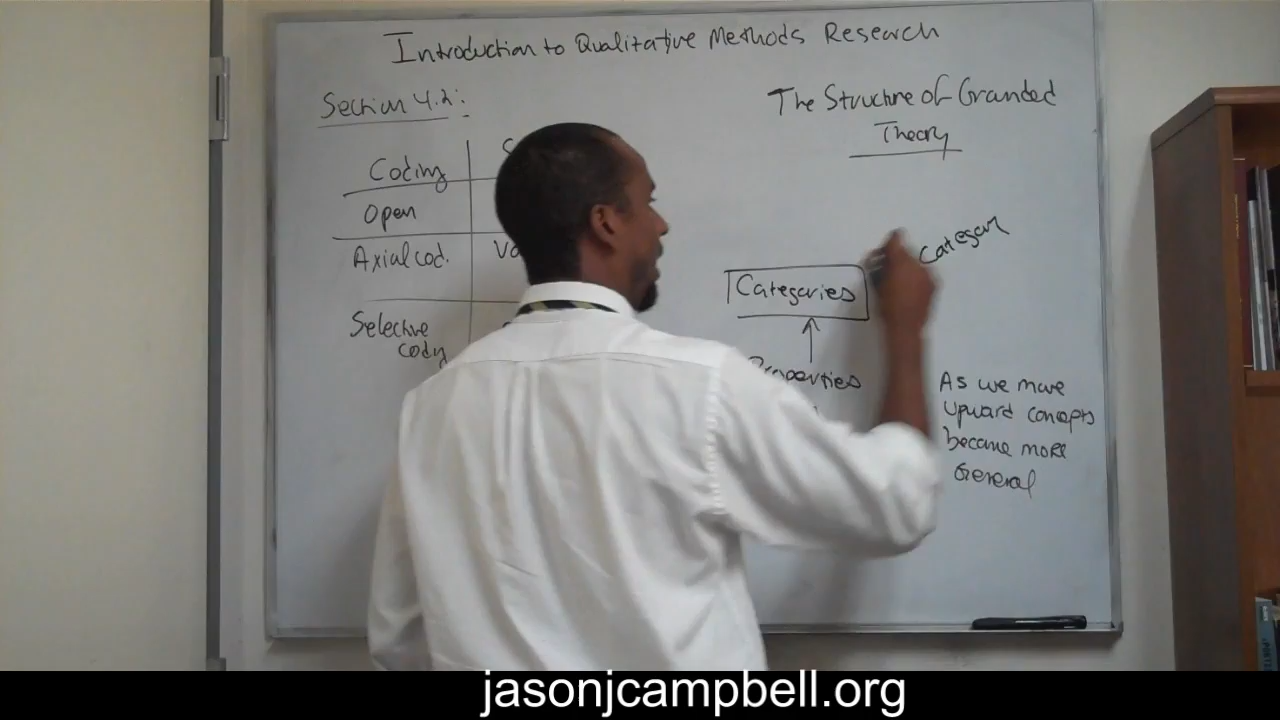 Introduction to Qualitative Methods Research
Section 4.2:
The Structure of Grounded
Theory
Coding
Open
Axial cod.
Selective
cody
Category
Categories
Properties
As we move
upward concepts
become more
General
jasonjcampbell.org